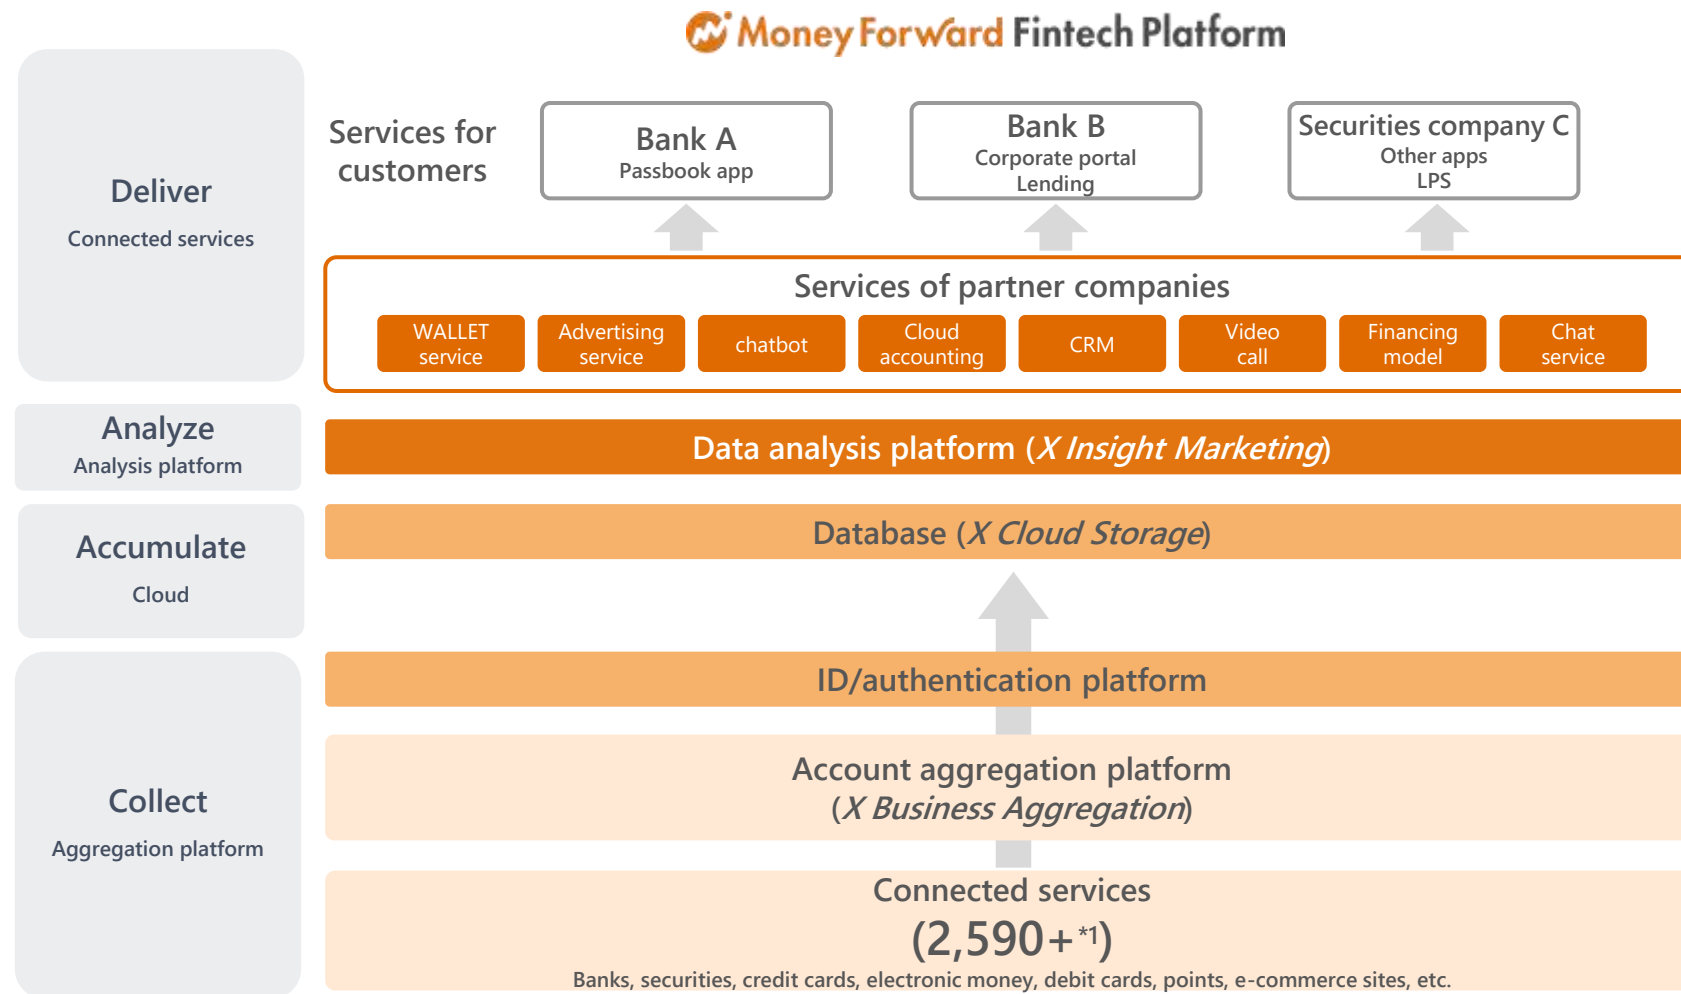 Money Forward Fintech Platform
Deliver
Connected services
Services for
customers
Bank A
Passbook app
Bank B
Corporate portal
Lending
Securities company C
Other apps
LPS
Services of partner companies
WALLET
service
Advertising
service
chatbot
Cloud
accounting
CRM
Video
call
Financing
model
Chat
service
Analyze
Analysis platform
Data analysis platform (X Insight Marketing)
Accumulate
Cloud
Database (X Cloud Storage)
Collect
Aggregation platform
ID/authentication platform
Account aggregation platform
(X Business Aggregation)
Connected services
(2,590+*1)
Banks, securities, credit cards, electronic money, debit cards, points, e-commerce sites, etc.